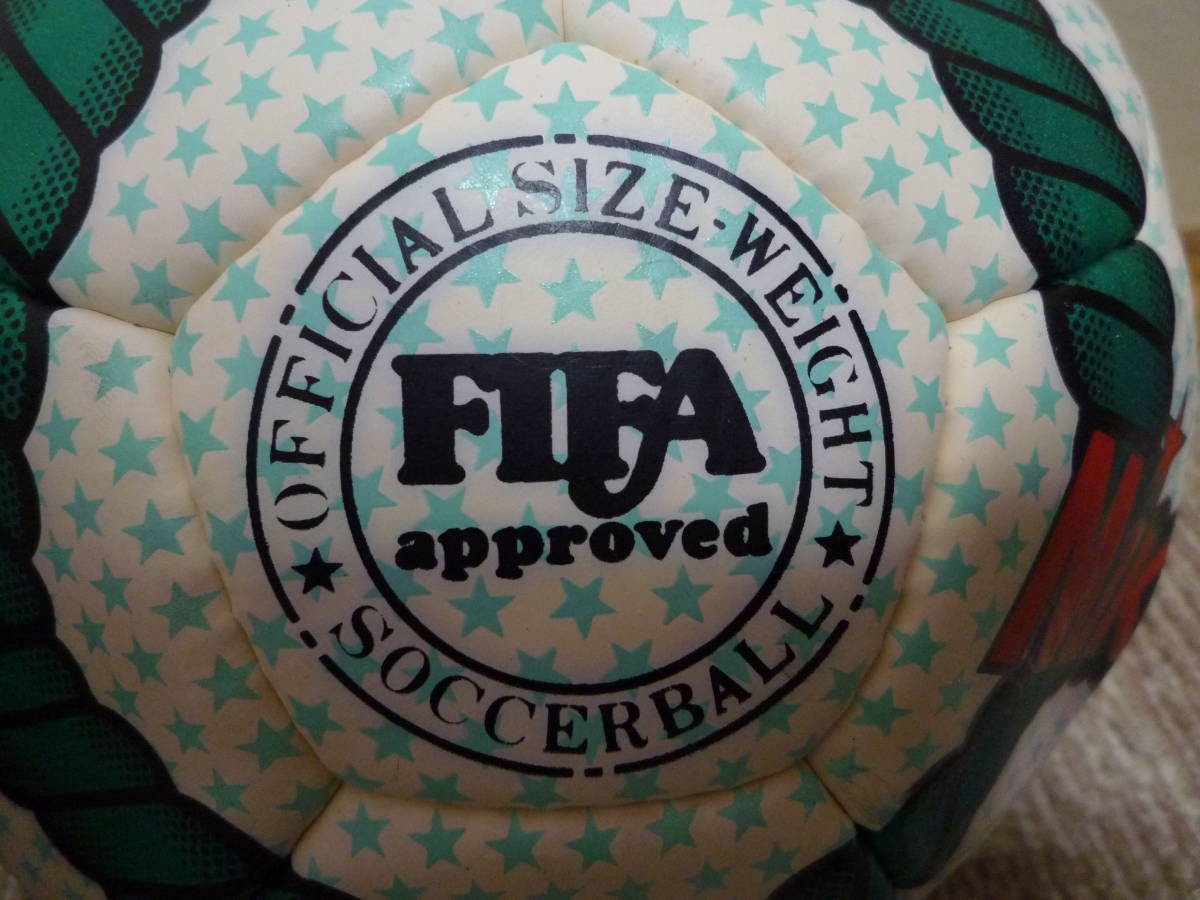 OFFICIAL SIZE-WEIGHT
FIFA
approved
★ SOCCERBALL ★